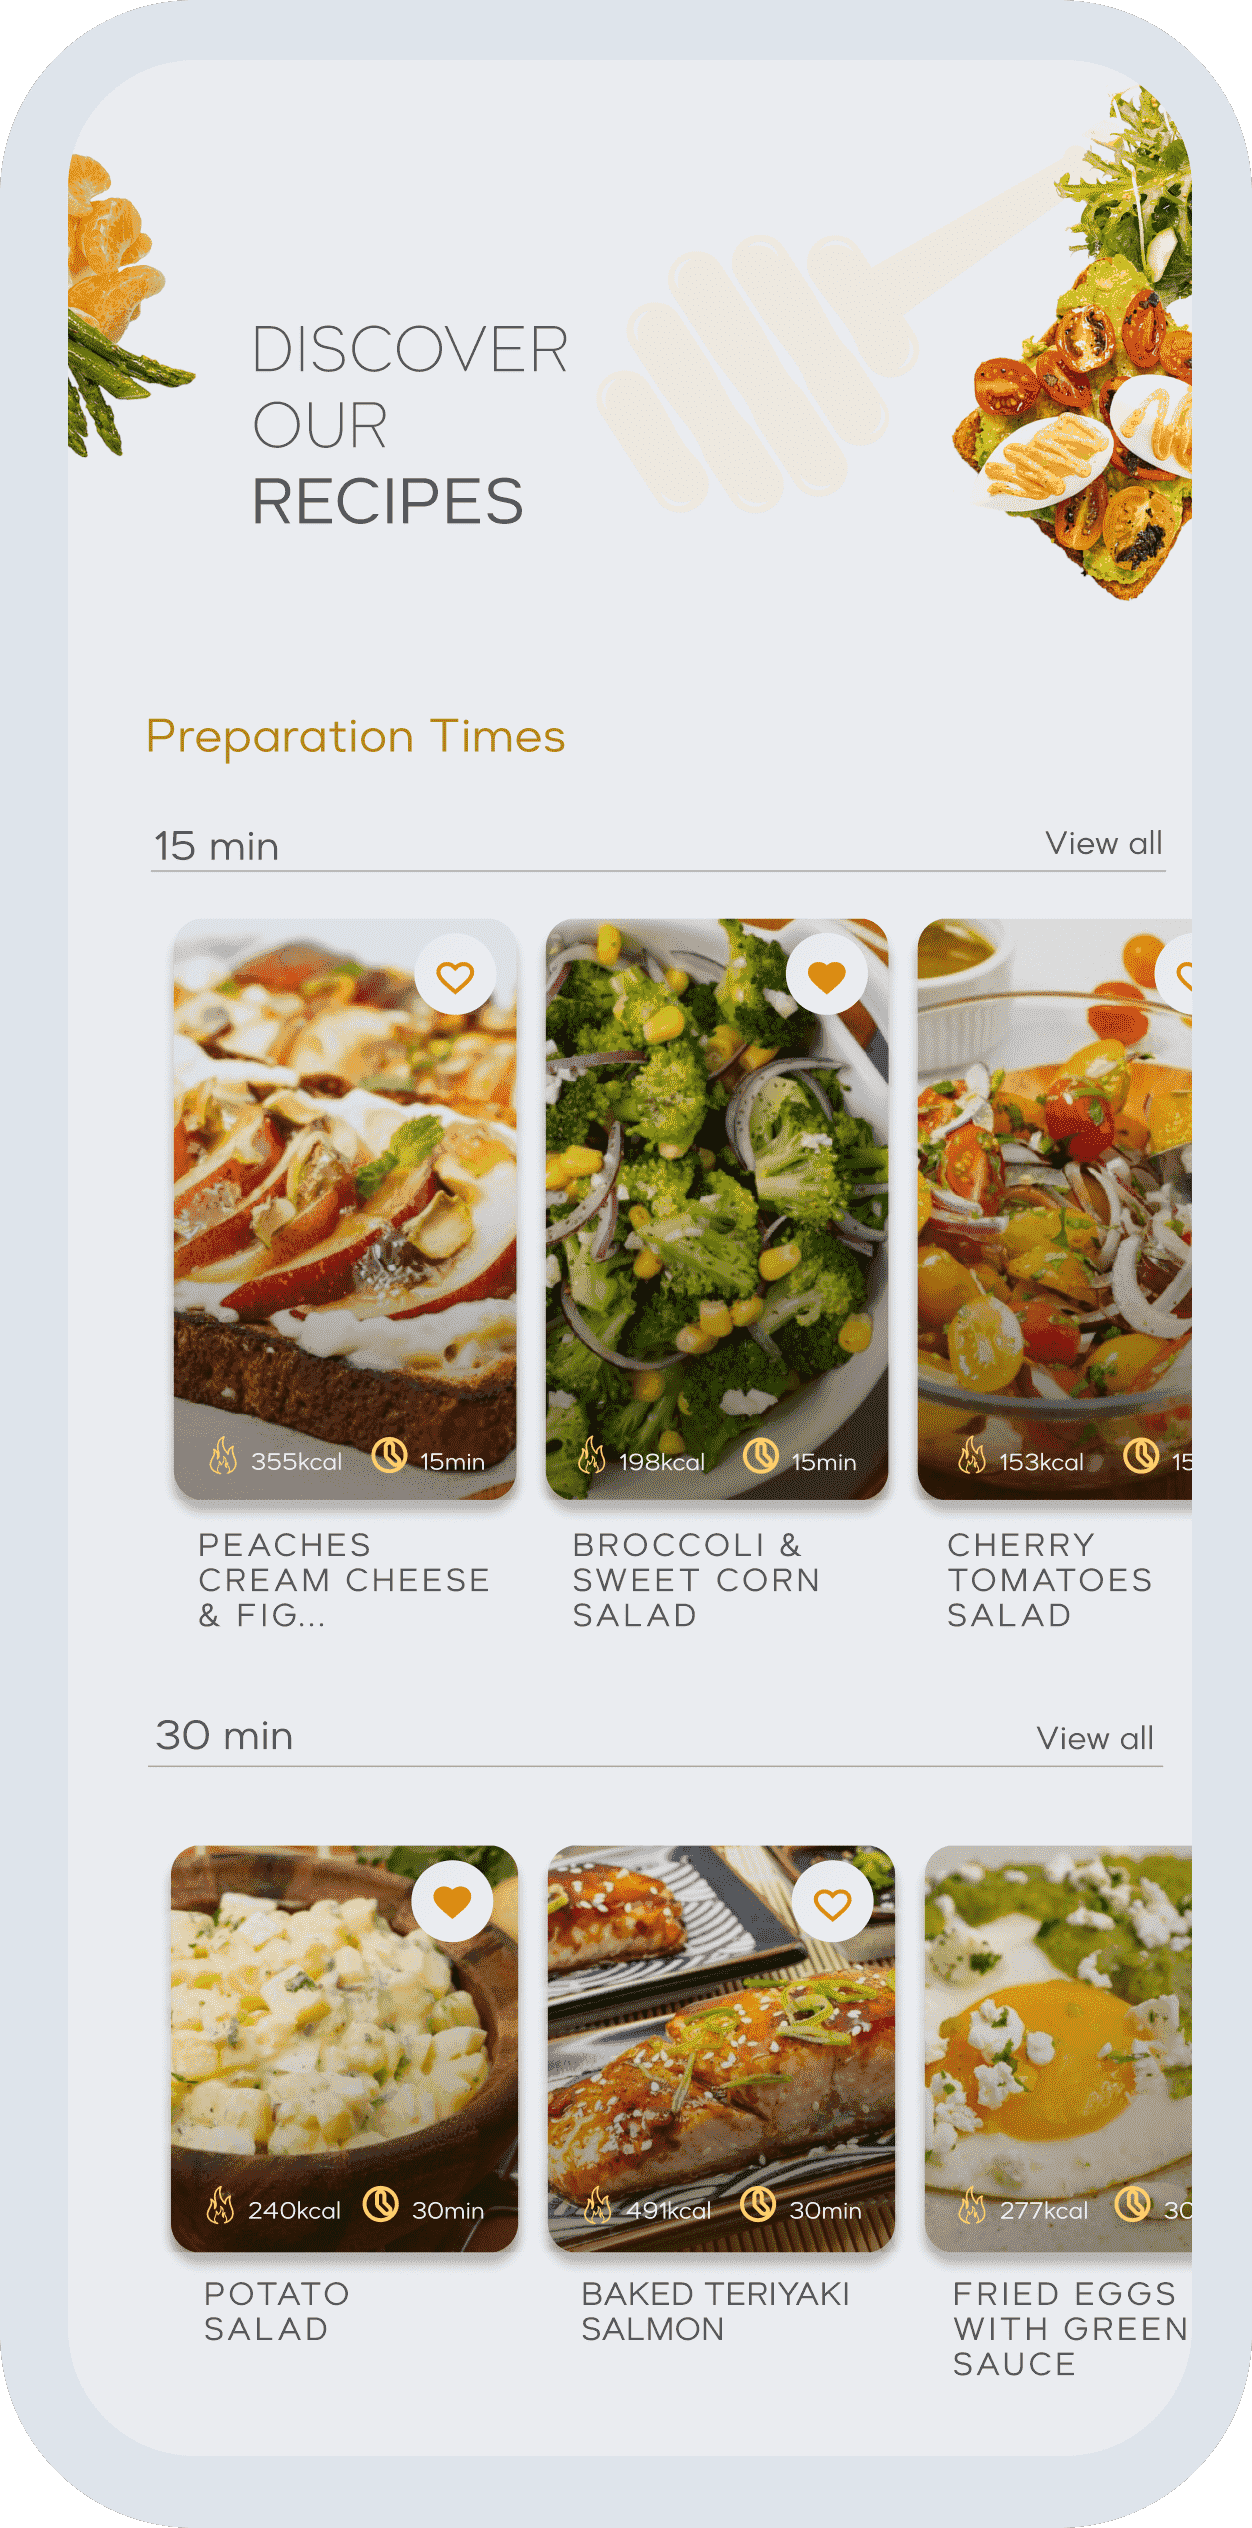 DISCOVER
OUR
RECIPES
Preparation Times
15 min
View all
355kcal
15min
198kcal
15min
153kcal
15
PEACHES
CREAM CHEESE
& FIG...
BROCCOLI &
SWEET CORN
SALAD
CHERRY
TOMATOES
SALAD
30 min
View all
240kcal
30min
491kcal
30min
277kcal
30
POTATO
SALAD
BAKED TERIYAKI
SALMON
FRIED EGGS
WITH GREEN
SAUCE